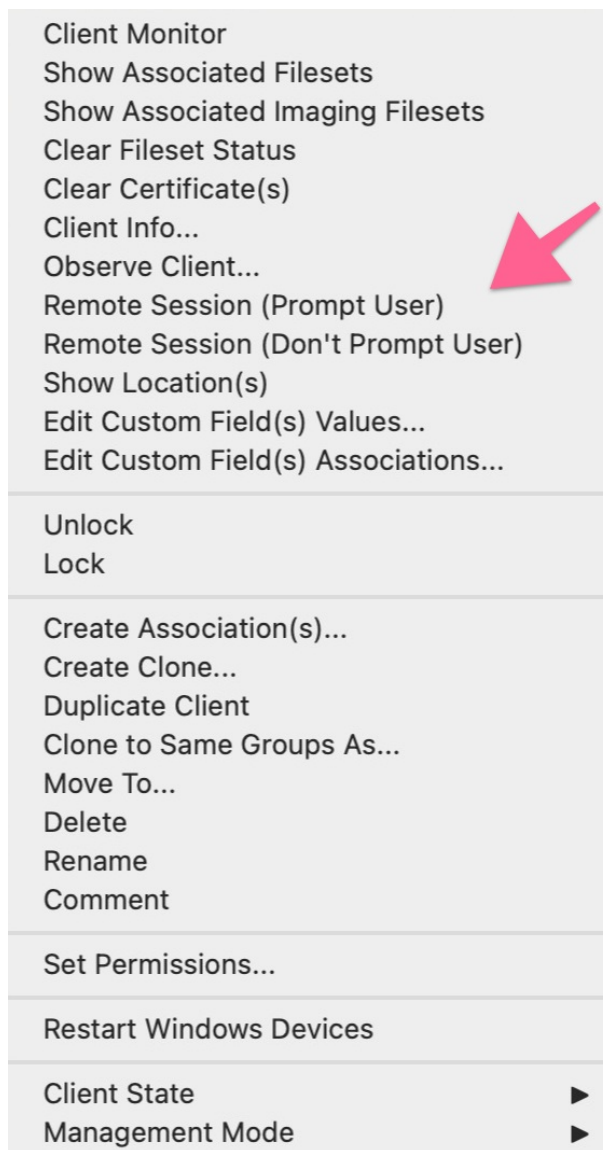 Client Monitor
Show Associated Filesets
Show Associated Imaging Filesets
Clear Fileset Status
Clear Certificate(s)
Client Info...
Observe Client...
Remote Session (Prompt User)
Remote Session (Don't Prompt User)
Show Location(s)
Edit Custom Field(s) Values...
Edit Custom Field(s) Associations...
Unlock
Lock
Create Association(s)...
Create Clone...
Duplicate Client
Clone to Same Groups As...
Move To...
Delete
Rename
Comment
Set Permissions...
Restart Windows Devices
Client State
Management Mode